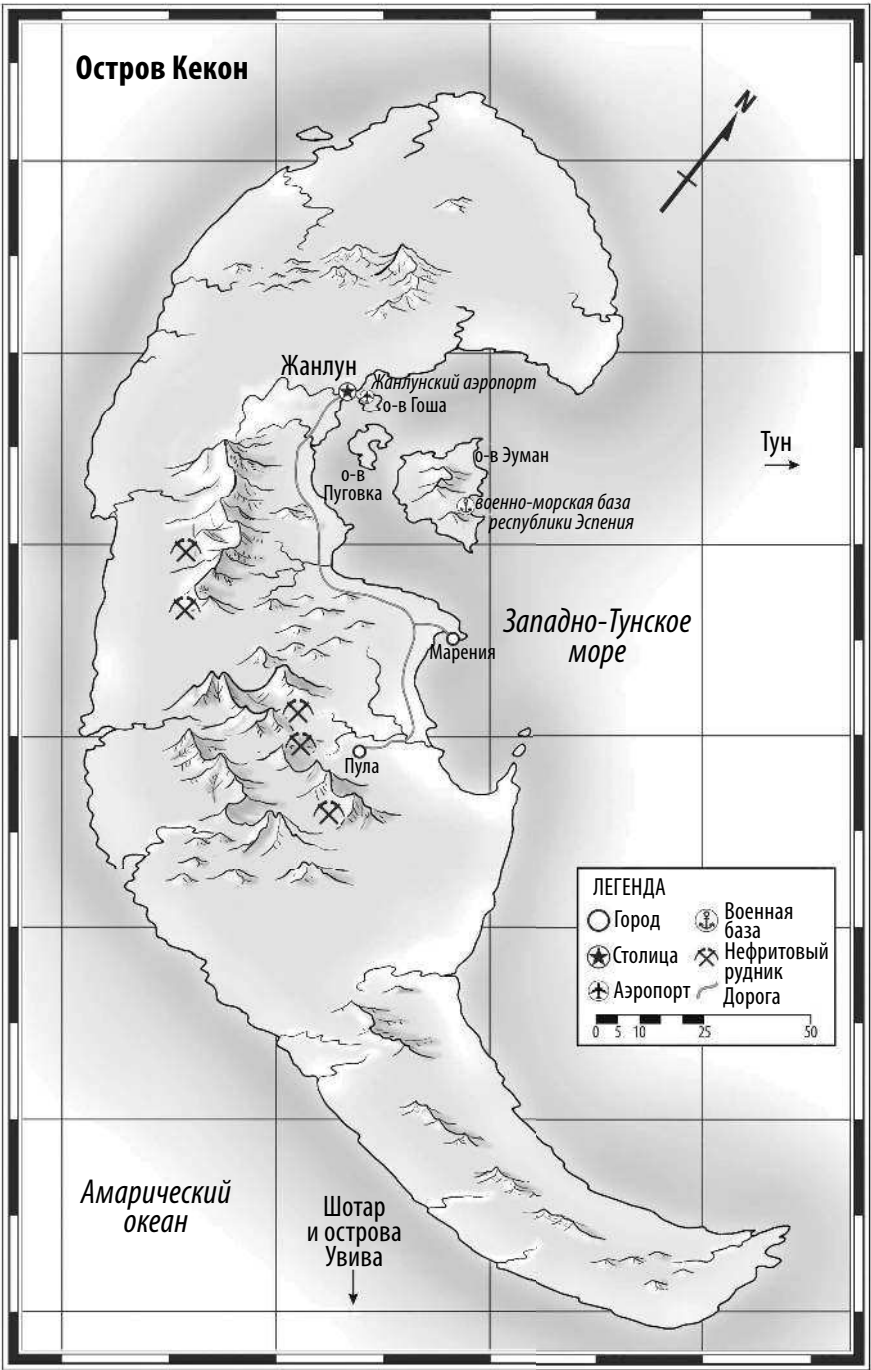 Остров Кекон
N
Жанлун
Жанлунский аэропорт
о-в Гоша
о-в
Пуговка
о-в Эуман
военно-морская база
республики Эспения
Тун
Западно-Тунское
море
Марения
Пула
ЛЕГЕНДА
Город
Столица
Аэропорт
Военная
база
Нефритовый
рудник
Дорога
0 5 10 25 50
Амарический
океан
Шотар
и острова
Увива